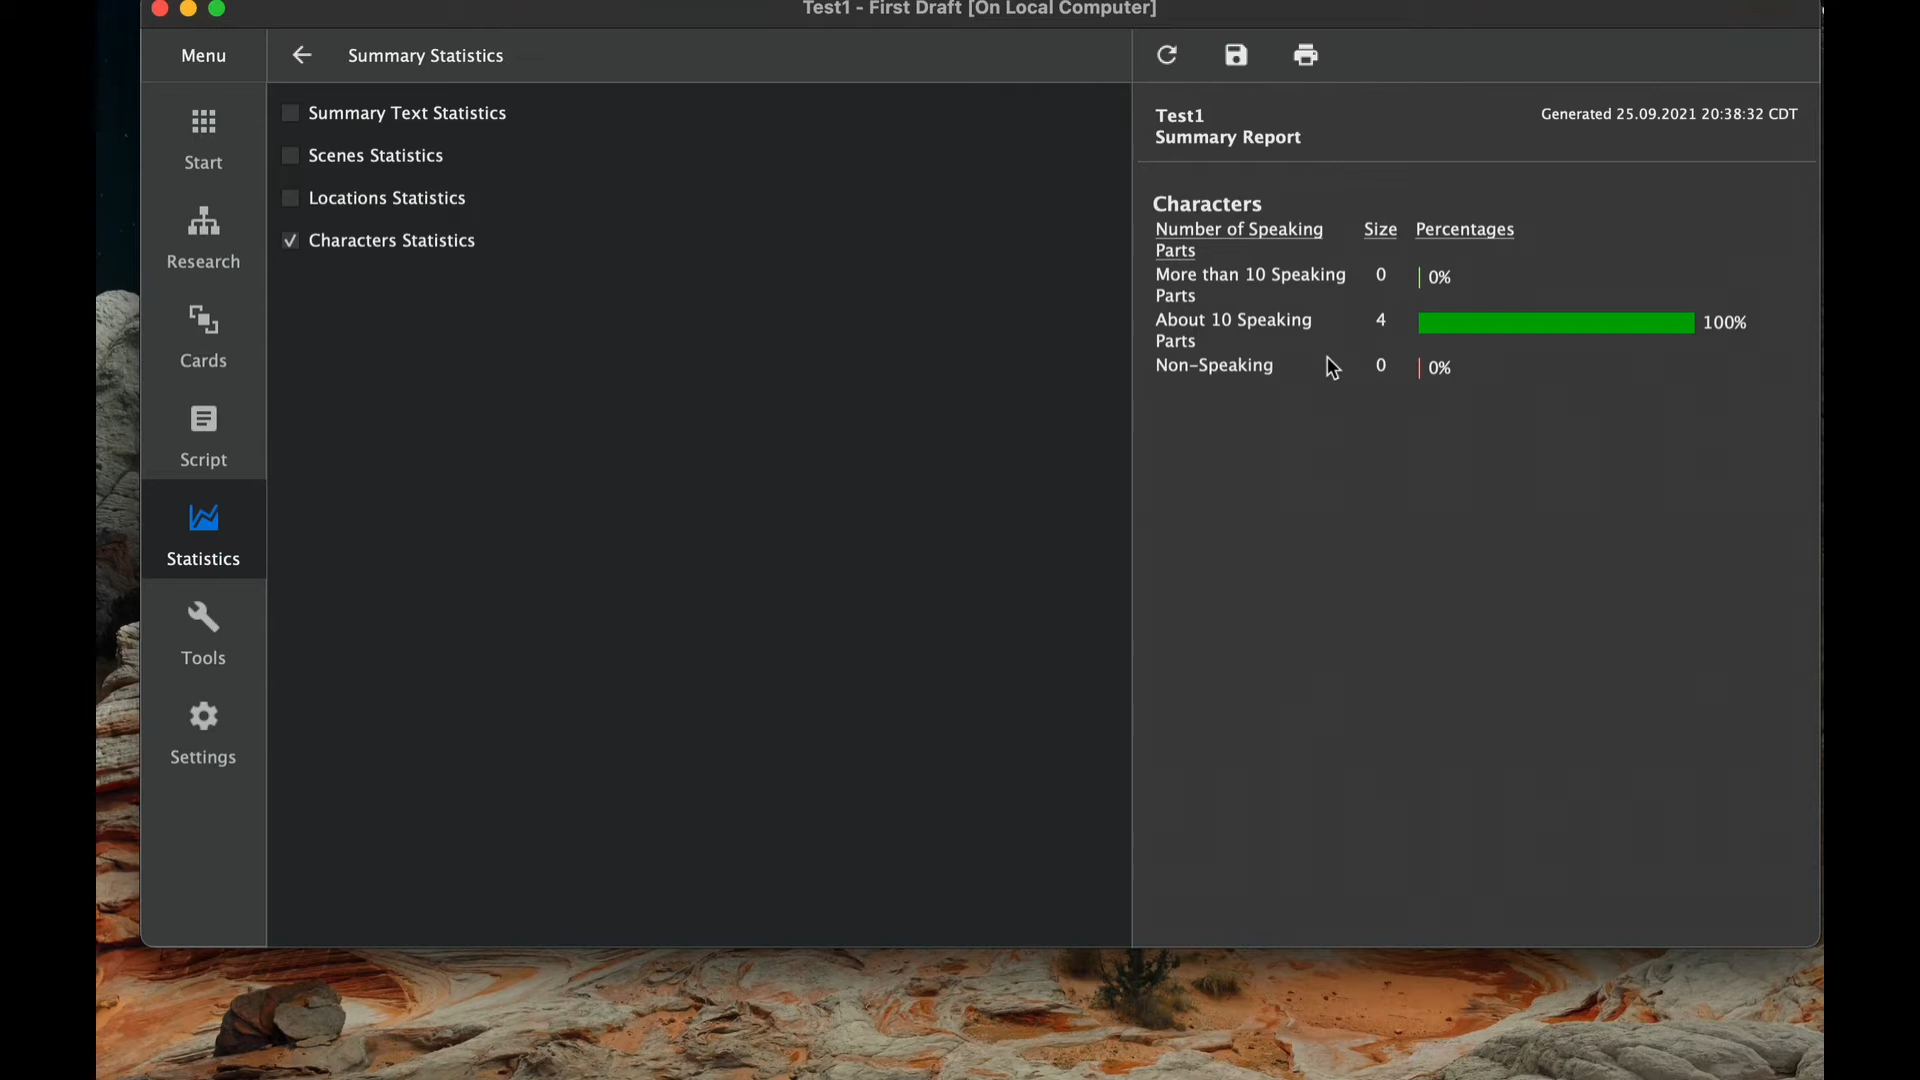 Test1 - First Draft [On Local Computer]
Menu
Summary Statistics
Start
Research
Cards
Script
Statistics
Tools
Settings
Summary Text Statistics
Scenes Statistics
Locations Statistics
Characters Statistics
Test1
Generated 25.09.2021 20:38:32 CDT
Summary Report
Characters
Number of Speaking Size Percentages
Parts
More than 10 Speaking 0 0%
Parts
About 10 Speaking 4 100%
Parts
Non-Speaking 0 0%